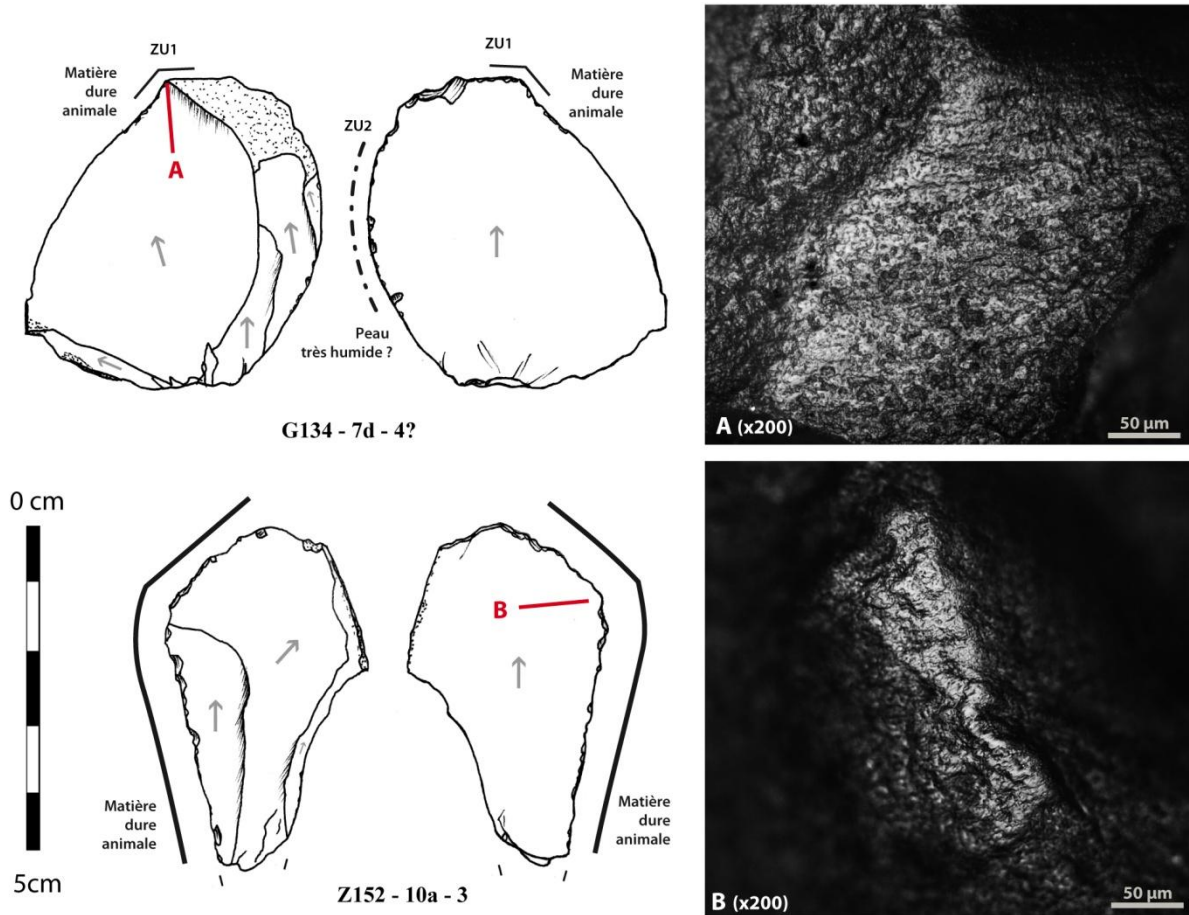 ZU1
Matière
dure
animale
A
ZU1
Matière
dure
animale
ZU2
Peau
très humide ?
G134 - 7d - 4?
A (x200)
50 µm
0 cm
5cm
Matière
dure
animale
B
Matière
dure
animale
Z152 - 10a - 3
B (x200)
50 µm